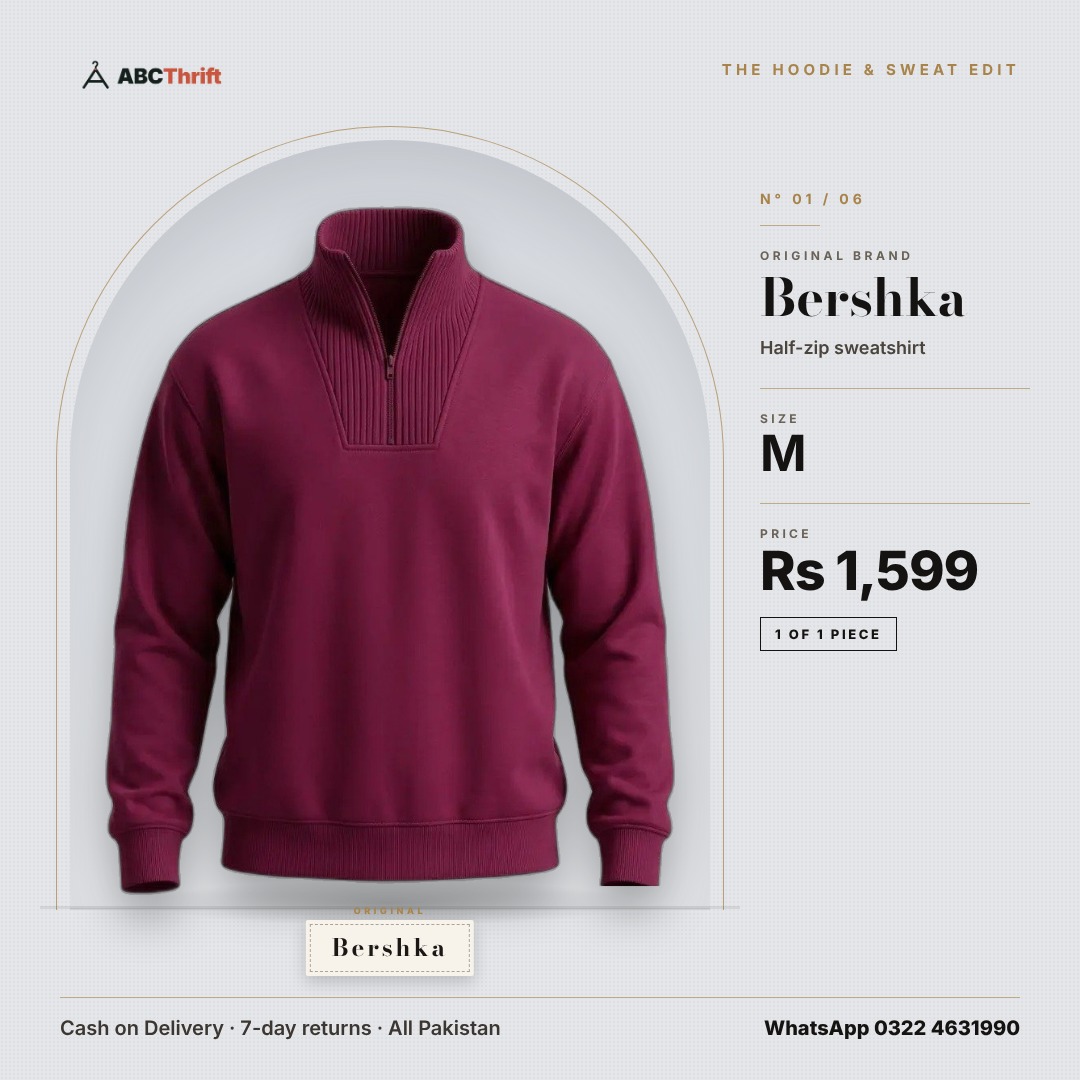 ABCThrift
THE HOODIE & SWEAT EDIT
N° 01 / 06
ORIGINAL BRAND
Bershka
Half-zip sweatshirt
SIZE
M
PRICE
Rs 1,599
1 OF 1 PIECE
ORIGINAL
Bershka
Cash on Delivery · 7-day returns · All Pakistan
WhatsApp 0322 4631990